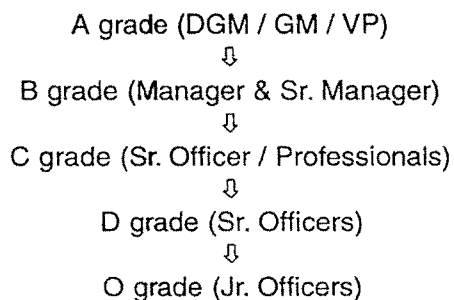 A grade (DGM / GM / VP)
⇩
B grade (Manager & Sr. Manager)
⇩
C grade (Sr. Officer / Professionals)
⇩
D grade (Sr. Officers)
⇩
O grade (Jr. Officers)